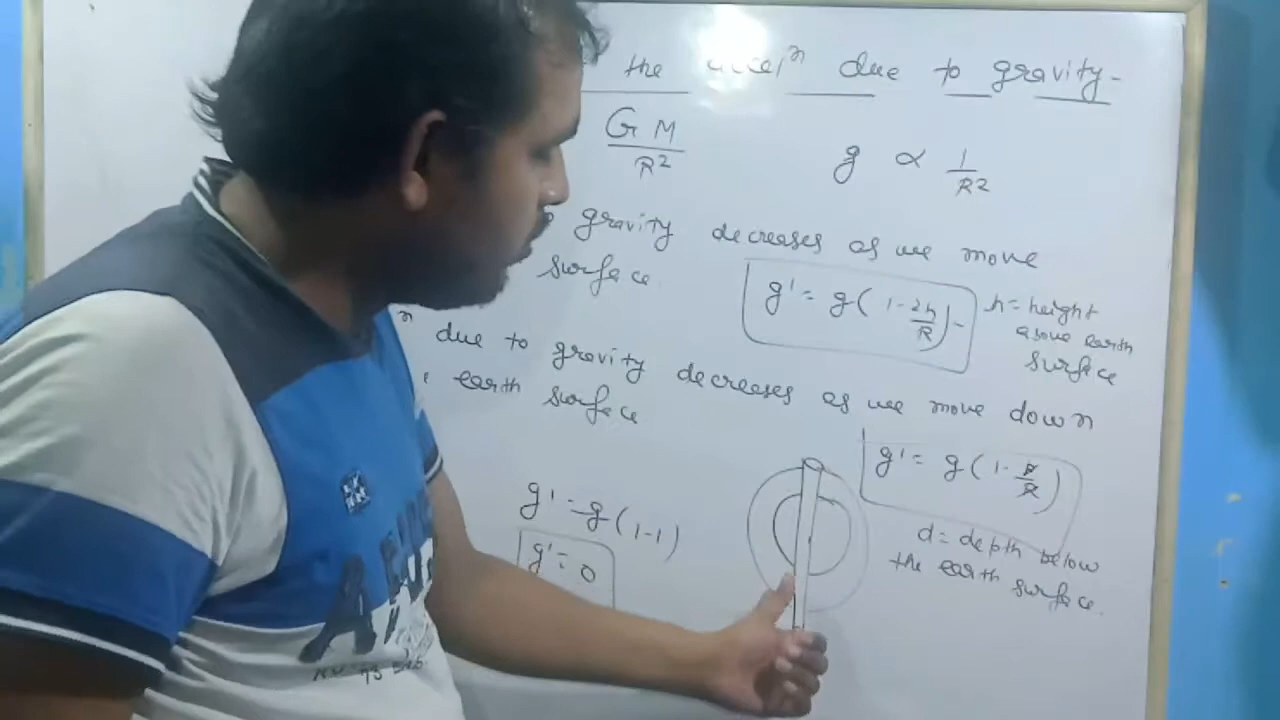 the accel^n due to gravity-
GM/R²
g ∝ 1/R²
gravity decreases as we move
surface
g' = g(1-2h/R)-
h = height
above earth
surface
n due to gravity decreases as we move down
earth surface
g' = g(1-R/R)
g' = g(1-1)
g' = 0
d = depth below
the earth surface.